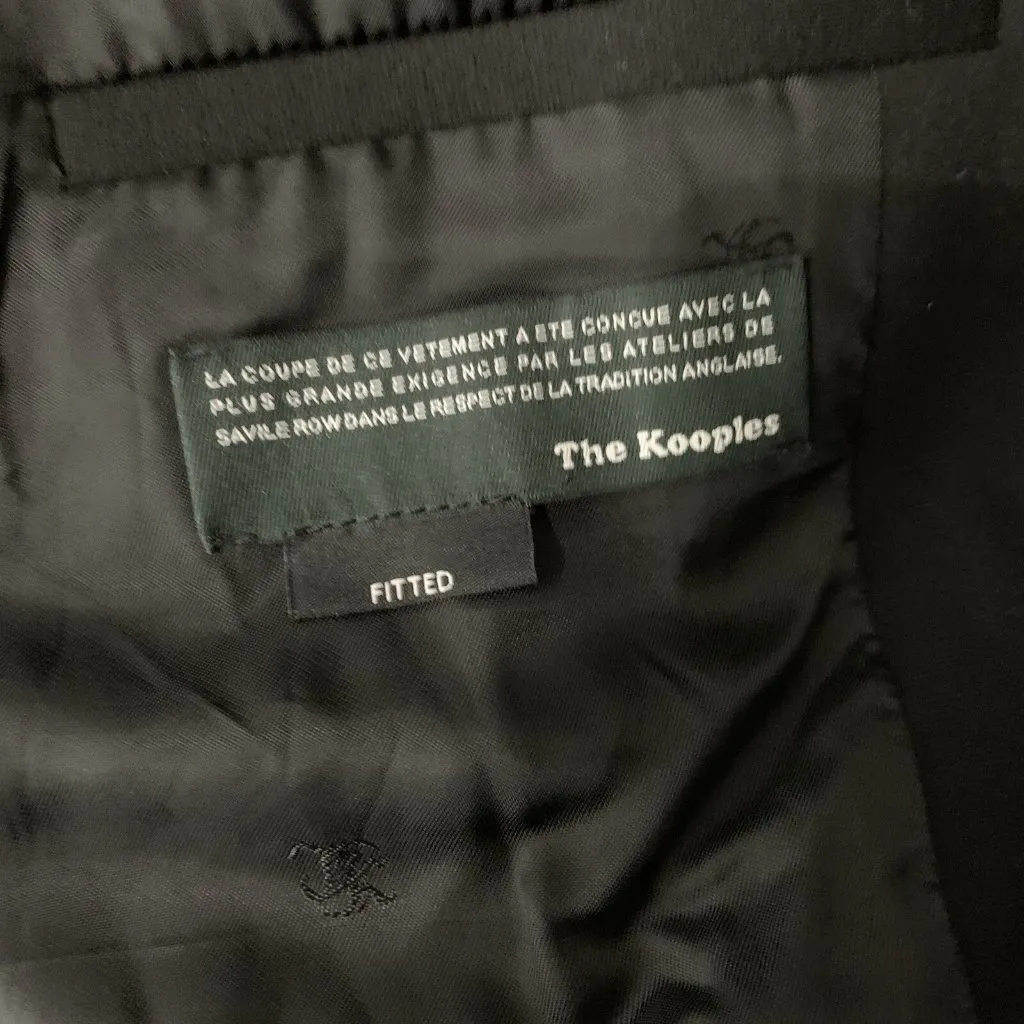 LA COUPE DE CE VETEMENT A ETE CONCUE AVEC LA
PLUS GRANDE EXIGENCE PAR LES ATELIERS DE
SAVILE ROW DANS LE RESPECT DE LA TRADITION ANGLAISE.
The Kooples
FITTED